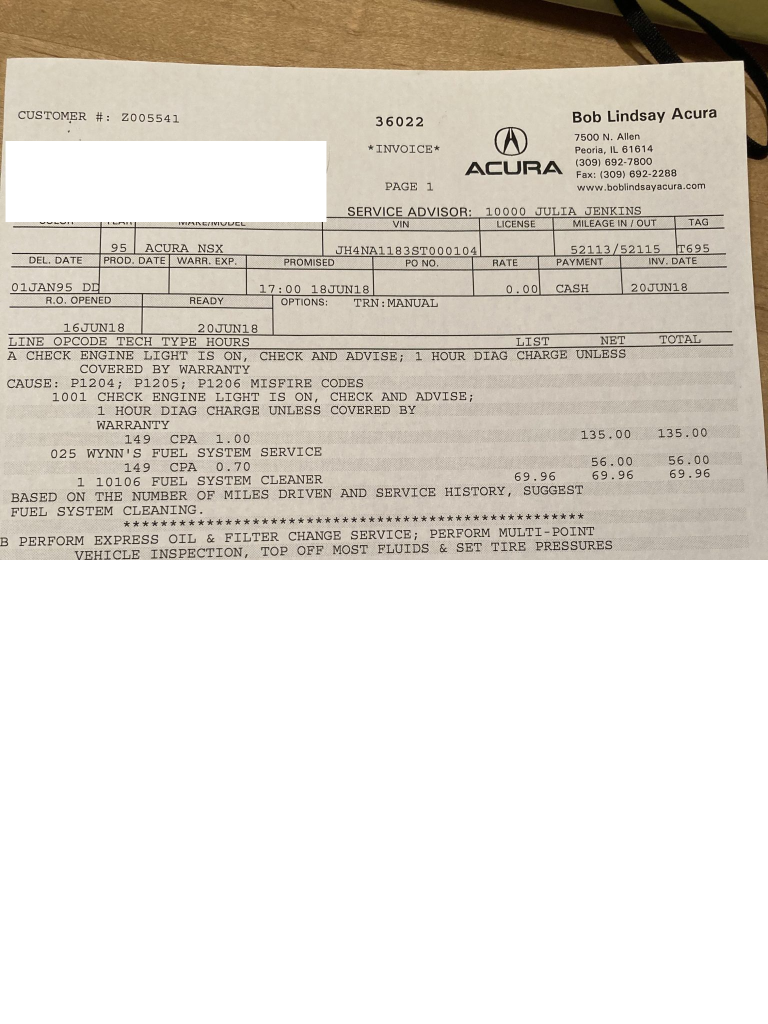 CUSTOMER #: Z005541
36022
*INVOICE*
PAGE 1
ACURA
Bob Lindsay Acura
7500 N. Allen
Peoria, IL 61614
(309) 692-7800
Fax: (309) 692-2288
www.boblindsayacura.com
SERVICE ADVISOR: 10000 JULIA JENKINS
COLOR YEAR MAKE/MODEL VIN LICENSE MILEAGE IN / OUT TAG
95 ACURA NSX JH4NA1183ST000104 52113/52115 T695
DEL. DATE PROD. DATE WARR. EXP. PROMISED PO NO. RATE PAYMENT INV. DATE
01JAN95 DD 17:00 18JUN18 0.00 CASH 20JUN18
R.O. OPENED READY OPTIONS: TRN:MANUAL
16JUN18 20JUN18
LINE OPCODE TECH TYPE HOURS LIST NET TOTAL
A CHECK ENGINE LIGHT IS ON, CHECK AND ADVISE; 1 HOUR DIAG CHARGE UNLESS
COVERED BY WARRANTY
CAUSE: P1204; P1205; P1206 MISFIRE CODES
1001 CHECK ENGINE LIGHT IS ON, CHECK AND ADVISE;
1 HOUR DIAG CHARGE UNLESS COVERED BY
WARRANTY
149 CPA 1.00 135.00 135.00
025 WYNN'S FUEL SYSTEM SERVICE
149 CPA 0.70 56.00 56.00
1 10106 FUEL SYSTEM CLEANER 69.96 69.96 69.96
BASED ON THE NUMBER OF MILES DRIVEN AND SERVICE HISTORY, SUGGEST
FUEL SYSTEM CLEANING.
****************************************************
B PERFORM EXPRESS OIL & FILTER CHANGE SERVICE; PERFORM MULTI-POINT
VEHICLE INSPECTION, TOP OFF MOST FLUIDS & SET TIRE PRESSURES